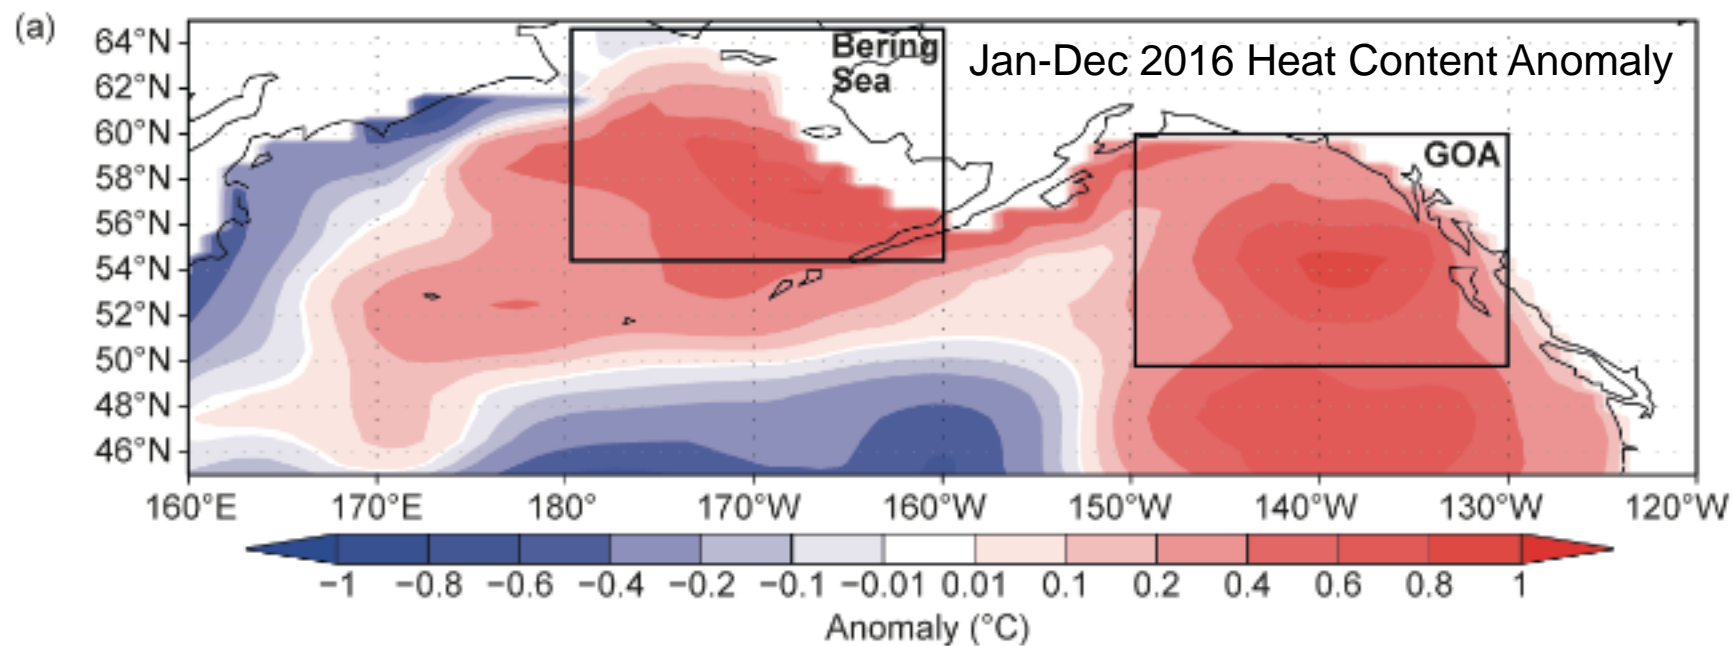 (a)
Jan-Dec 2016 Heat Content Anomaly
Bering
Sea
GOA
64°N
62°N
60°N
58°N
56°N
54°N
52°N
50°N
48°N
46°N
160°E 170°E 180° 170°W 160°W 150°W 140°W 130°W 120°W
−1 −0.8 −0.6 −0.4 −0.2 −0.1 −0.01 0.01 0.1 0.2 0.4 0.6 0.8 1
Anomaly (°C)